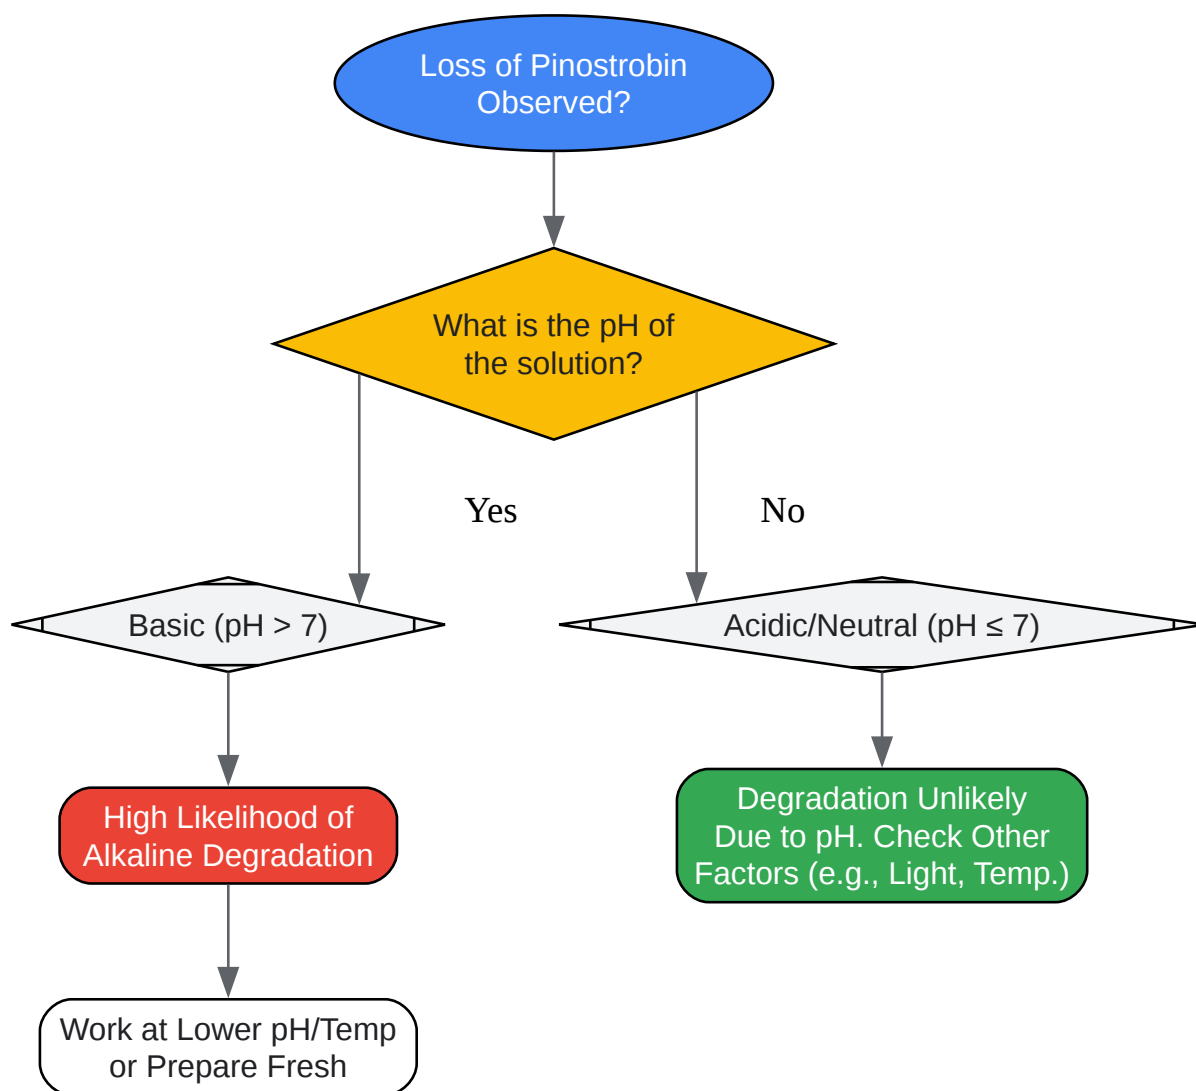 Loss of Pinostrobin
Observed?
What is the pH of
the solution?
Yes
No
Basic (pH > 7)
Acidic/Neutral (pH ≤ 7)
High Likelihood of
Alkaline Degradation
Degradation Unlikely
Due to pH. Check Other
Factors (e.g., Light, Temp.)
Work at Lower pH/Temp
or Prepare Fresh